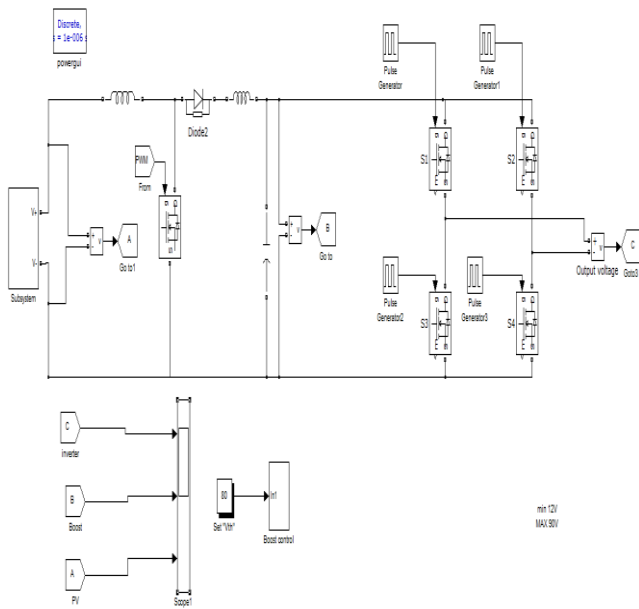 Discrete,
s = 1e-006 s
powergui
Pulse
Generator
Pulse
Generator1
Diode2
PWM
From
S1
S2
V+
V-
Subsystem
+
-
v
A
Go to1
+
-
v
B
Go to
+
-
v
C
Output voltage
Goto3
Pulse
Generator2
Pulse
Generator3
S3
S4
C
inverter
B
Boost
A
PV
Scope1
80
Set "Vth"
In1
Boost control
min 12V
MAX 90V